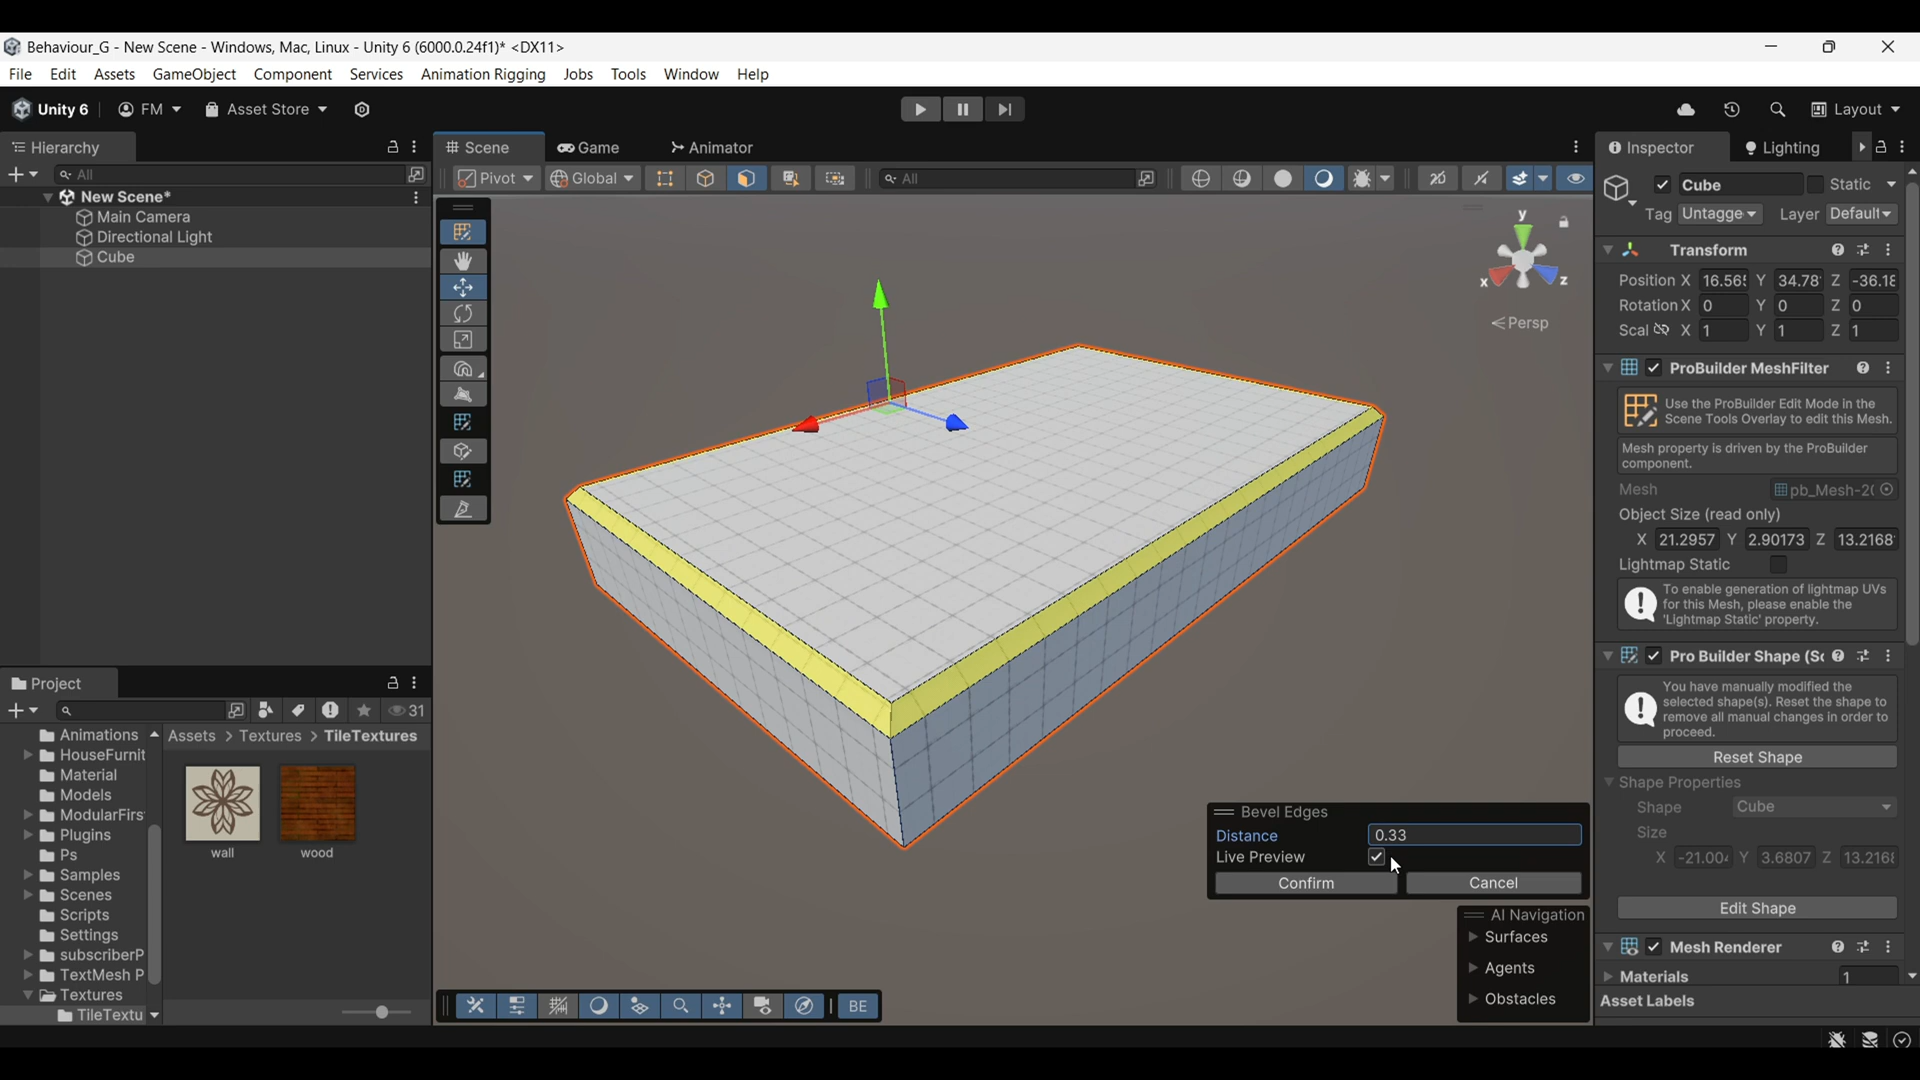 Behaviour_G - New Scene - Windows, Mac, Linux - Unity 6 (6000.0.24f1)* <DX11>
File Edit Assets GameObject Component Services Animation Rigging Jobs Tools Window Help
Unity 6 FM Asset Store Layout
Hierarchy
All
New Scene*
Main Camera
Directional Light
Cube
Scene Game Animator
Pivot Global All 2D
y
x
z
Persp
Bevel Edges
Distance 0.33
Live Preview
Confirm Cancel
AI Navigation
Surfaces
Agents
Obstacles
BE
Project
31
Animations
HouseFurnit
Material
Models
ModularFirs
Plugins
Ps
Samples
Scenes
Scripts
Settings
subscriberP
TextMesh P
Textures
TileTextu
Assets > Textures > TileTextures
wall wood
Inspector Lighting
Cube Static
Tag Untagge Layer Default
Transform
Position X 16.56 Y 34.78 Z -36.18
Rotation X 0 Y 0 Z 0
Scal X 1 Y 1 Z 1
ProBuilder MeshFilter
Use the ProBuilder Edit Mode in the
Scene Tools Overlay to edit this Mesh.
Mesh property is driven by the ProBuilder
component.
Mesh pb_Mesh-2
Object Size (read only)
X 21.2957 Y 2.90173 Z 13.2168
Lightmap Static
To enable generation of lightmap UVs
for this Mesh, please enable the
'Lightmap Static' property.
Pro Builder Shape (Sc
You have manually modified the
selected shape(s). Reset the shape to
remove all manual changes in order to
proceed.
Reset Shape
Shape Properties
Shape Cube
Size
X -21.00 Y 3.6807 Z 13.216
Edit Shape
Mesh Renderer
Materials 1
Asset Labels